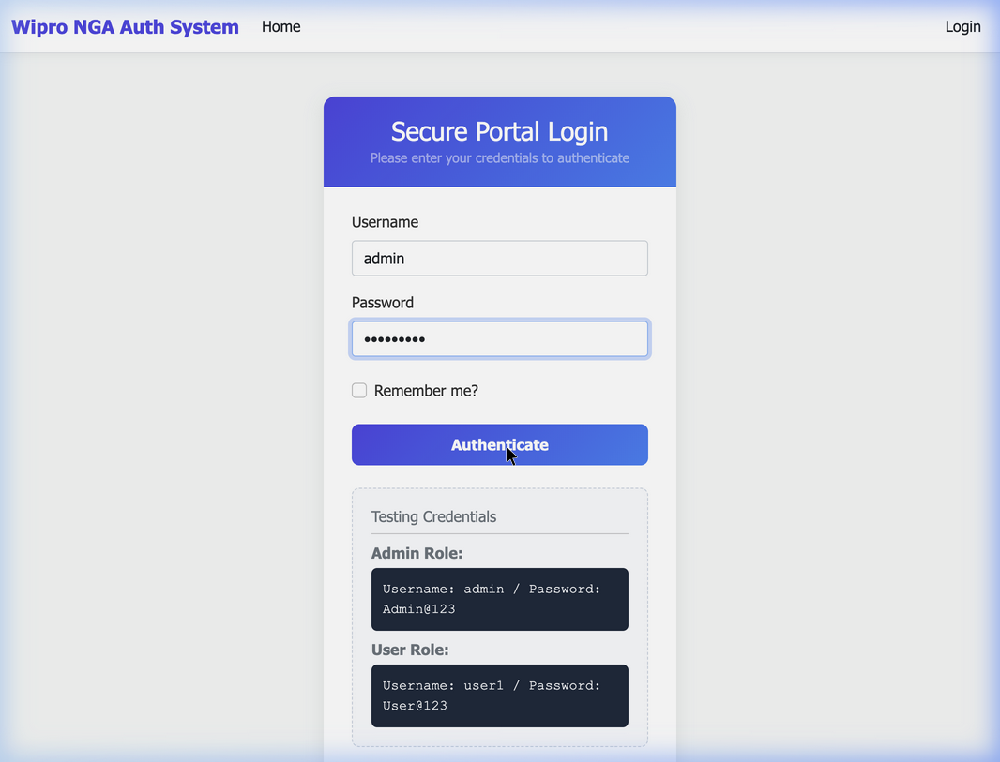 Wipro NGA Auth System
Home
Login
Secure Portal Login
Please enter your credentials to authenticate
Username
admin
Password
•••••••••
Remember me?
Authenticate
Testing Credentials
Admin Role:
Username: admin / Password:
Admin@123
User Role:
Username: user1 / Password:
User@123